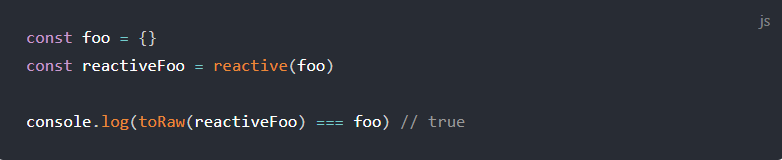 js
const foo = {}
const reactiveFoo = reactive(foo)
console.log(toRaw(reactiveFoo) === foo) // true